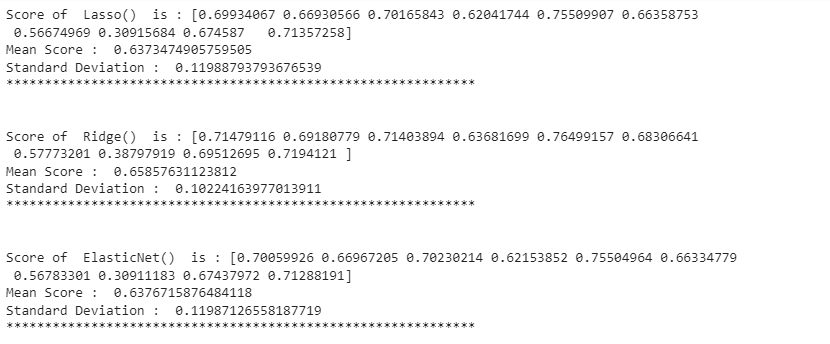 Score of  Lasso()  is : [0.69934067 0.66930566 0.70165843 0.62041744 0.75509907 0.66358753
 0.56674969 0.30915684 0.674587   0.71357258]
Mean Score :  0.6373474905759505
Standard Deviation :  0.11988793793676539
*************************************************************
Score of  Ridge()  is : [0.71479116 0.69180779 0.71403894 0.63681699 0.76499157 0.68306641
 0.57773201 0.38797919 0.69512695 0.7194121 ]
Mean Score :  0.65857631123812
Standard Deviation :  0.10224163977013911
*************************************************************
Score of  ElasticNet()  is : [0.70059926 0.66967205 0.70230214 0.62153852 0.75504964 0.66334779
 0.56783301 0.30911183 0.67437972 0.71288191]
Mean Score :  0.6376715876484118
Standard Deviation :  0.11987126558187719
*************************************************************